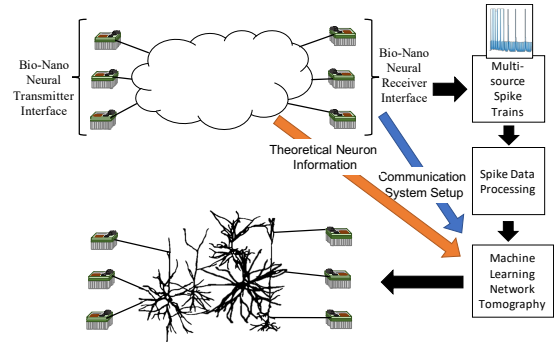 Bio-Nano
Neural
Transmitter
Interface
Bio-Nano
Neural
Receiver
Interface
Multi-
source
Spike
Trains
Theoretical Neuron
Information
Communication
System Setup
Spike Data
Processing
Machine
Learning
Network
Tomography